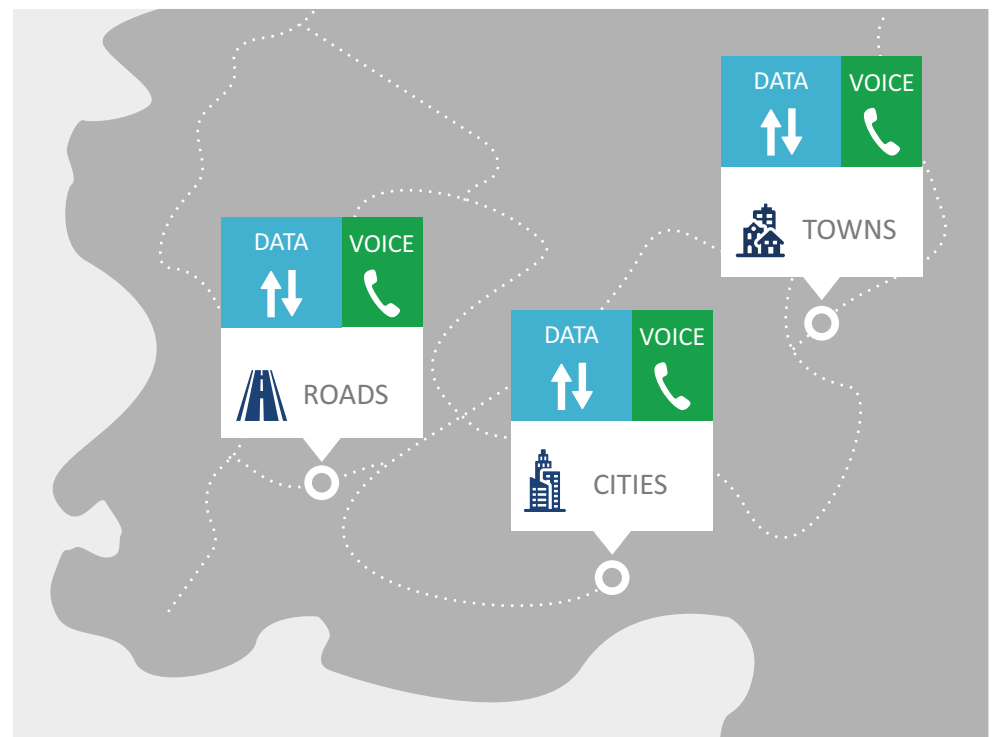 DATA VOICE
TOWNS
DATA VOICE
ROADS
DATA VOICE
CITIES